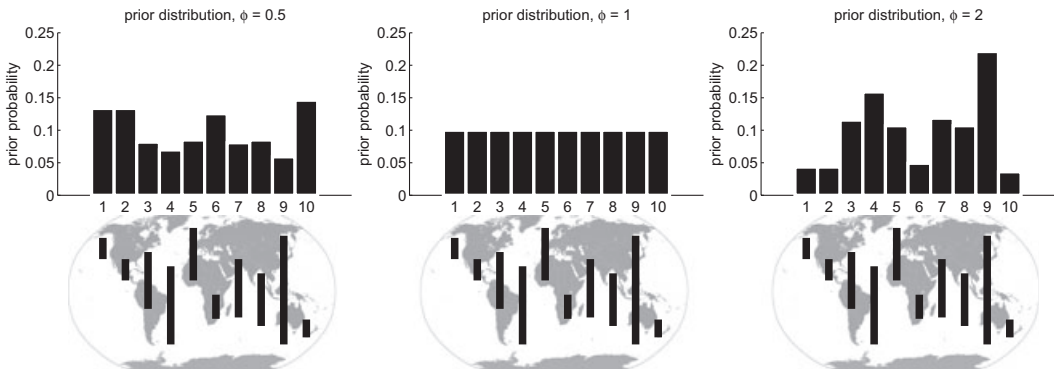 prior distribution, ϕ = 0.5
prior probability
0.25
0.2
0.15
0.1
0.05
0
1 2 3 4 5 6 7 8 9 10
prior distribution, ϕ = 1
prior probability
0.25
0.2
0.15
0.1
0.05
0
1 2 3 4 5 6 7 8 9 10
prior distribution, ϕ = 2
prior probability
0.25
0.2
0.15
0.1
0.05
0
1 2 3 4 5 6 7 8 9 10